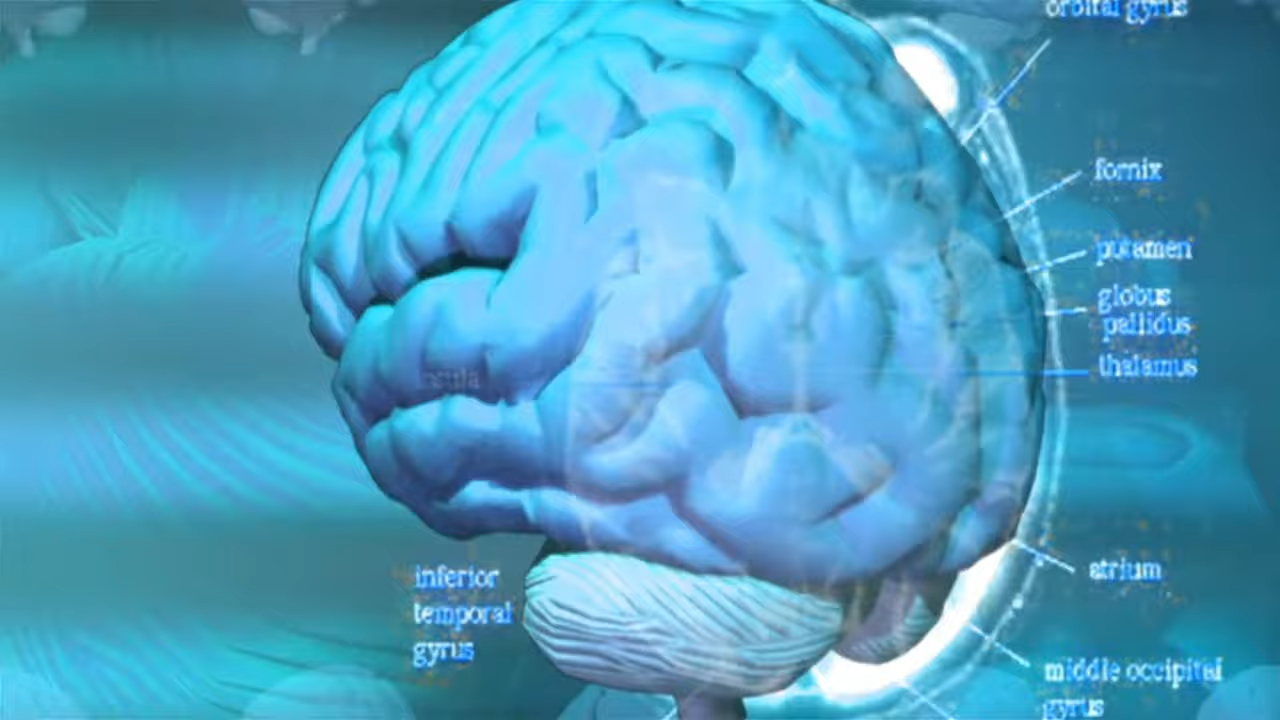 orbital gyrus
fornix
putamen
globus
pallidus
thalamus
inferior
temporal
gyrus
atrium
middle occipital
gyrus